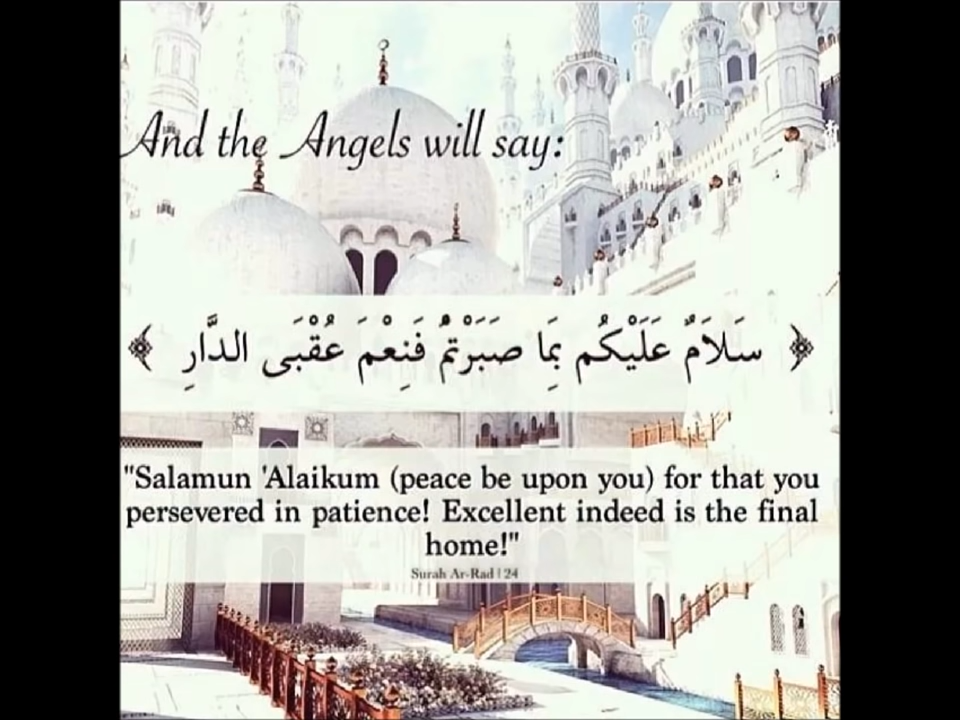 And the Angels will say:
﴿ سَلَامٌ عَلَيْكُم بِمَا صَبَرْتُمْ فَنِعْمَ عُقْبَى الدَّارِ ﴾
"Salamun 'Alaikum (peace be upon you) for that you
persevered in patience! Excellent indeed is the final
home!"
Surah Ar-Rad | 24